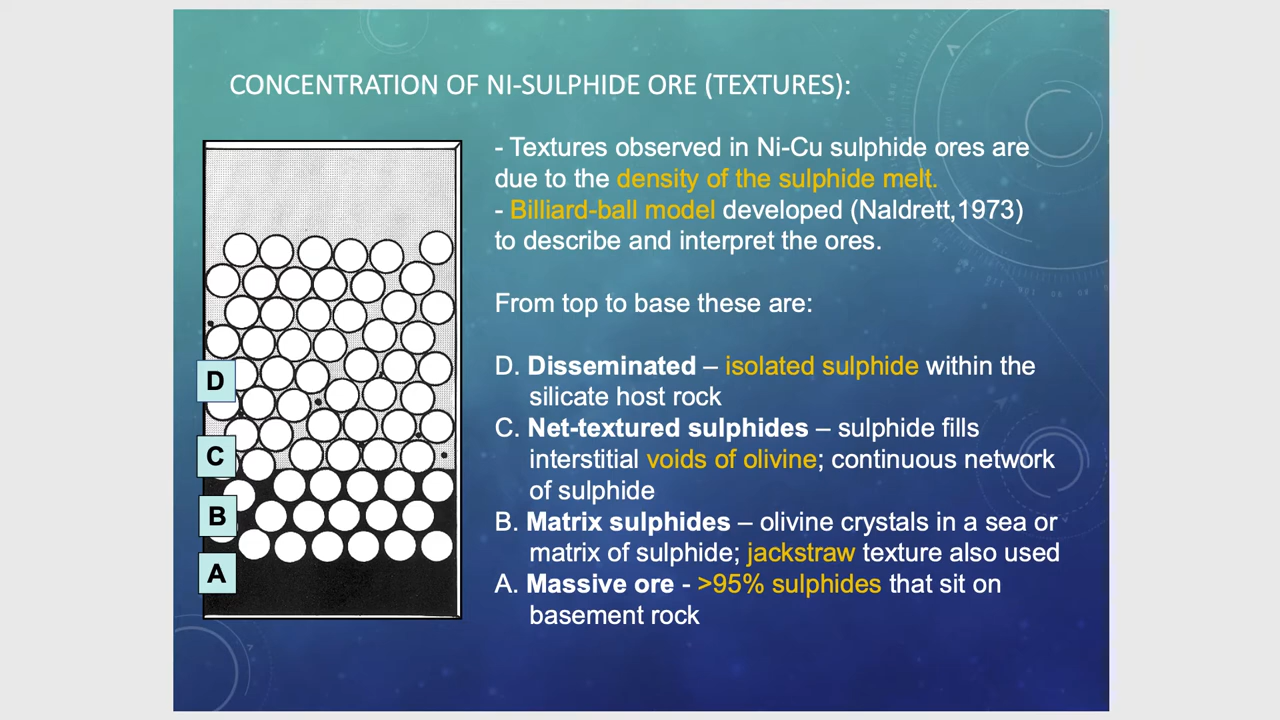 CONCENTRATION OF NI-SULPHIDE ORE (TEXTURES):
- Textures observed in Ni-Cu sulphide ores are
due to the density of the sulphide melt.
- Billiard-ball model developed (Naldrett,1973)
to describe and interpret the ores.
From top to base these are:
D. Disseminated – isolated sulphide within the
silicate host rock
C. Net-textured sulphides – sulphide fills
interstitial voids of olivine; continuous network
of sulphide
B. Matrix sulphides – olivine crystals in a sea or
matrix of sulphide; jackstraw texture also used
A. Massive ore - >95% sulphides that sit on
basement rock
D
C
B
A